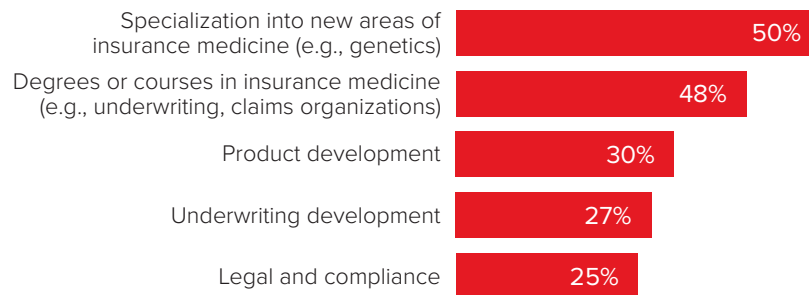 Specialization into new areas of
insurance medicine (e.g., genetics)
50%
Degrees or courses in insurance medicine
(e.g., underwriting, claims organizations)
48%
Product development
30%
Underwriting development
27%
Legal and compliance
25%